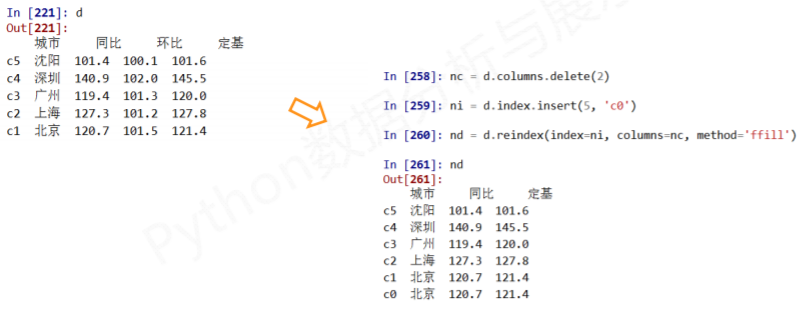 In [221]: d
Out[221]:
城市 同比 环比 定基
c5 沈阳 101.4 100.1 101.6
c4 深圳 140.9 102.0 145.5
c3 广州 119.4 101.3 120.0
c2 上海 127.3 101.2 127.8
c1 北京 120.7 101.5 121.4
In [258]: nc = d.columns.delete(2)
In [259]: ni = d.index.insert(5, 'c0')
In [260]: nd = d.reindex(index=ni, columns=nc, method='ffill')
In [261]: nd
Out[261]:
城市 同比 定基
c5 沈阳 101.4 101.6
c4 深圳 140.9 145.5
c3 广州 119.4 120.0
c2 上海 127.3 127.8
c1 北京 120.7 121.4
c0 北京 120.7 121.4
Python数据分析与展